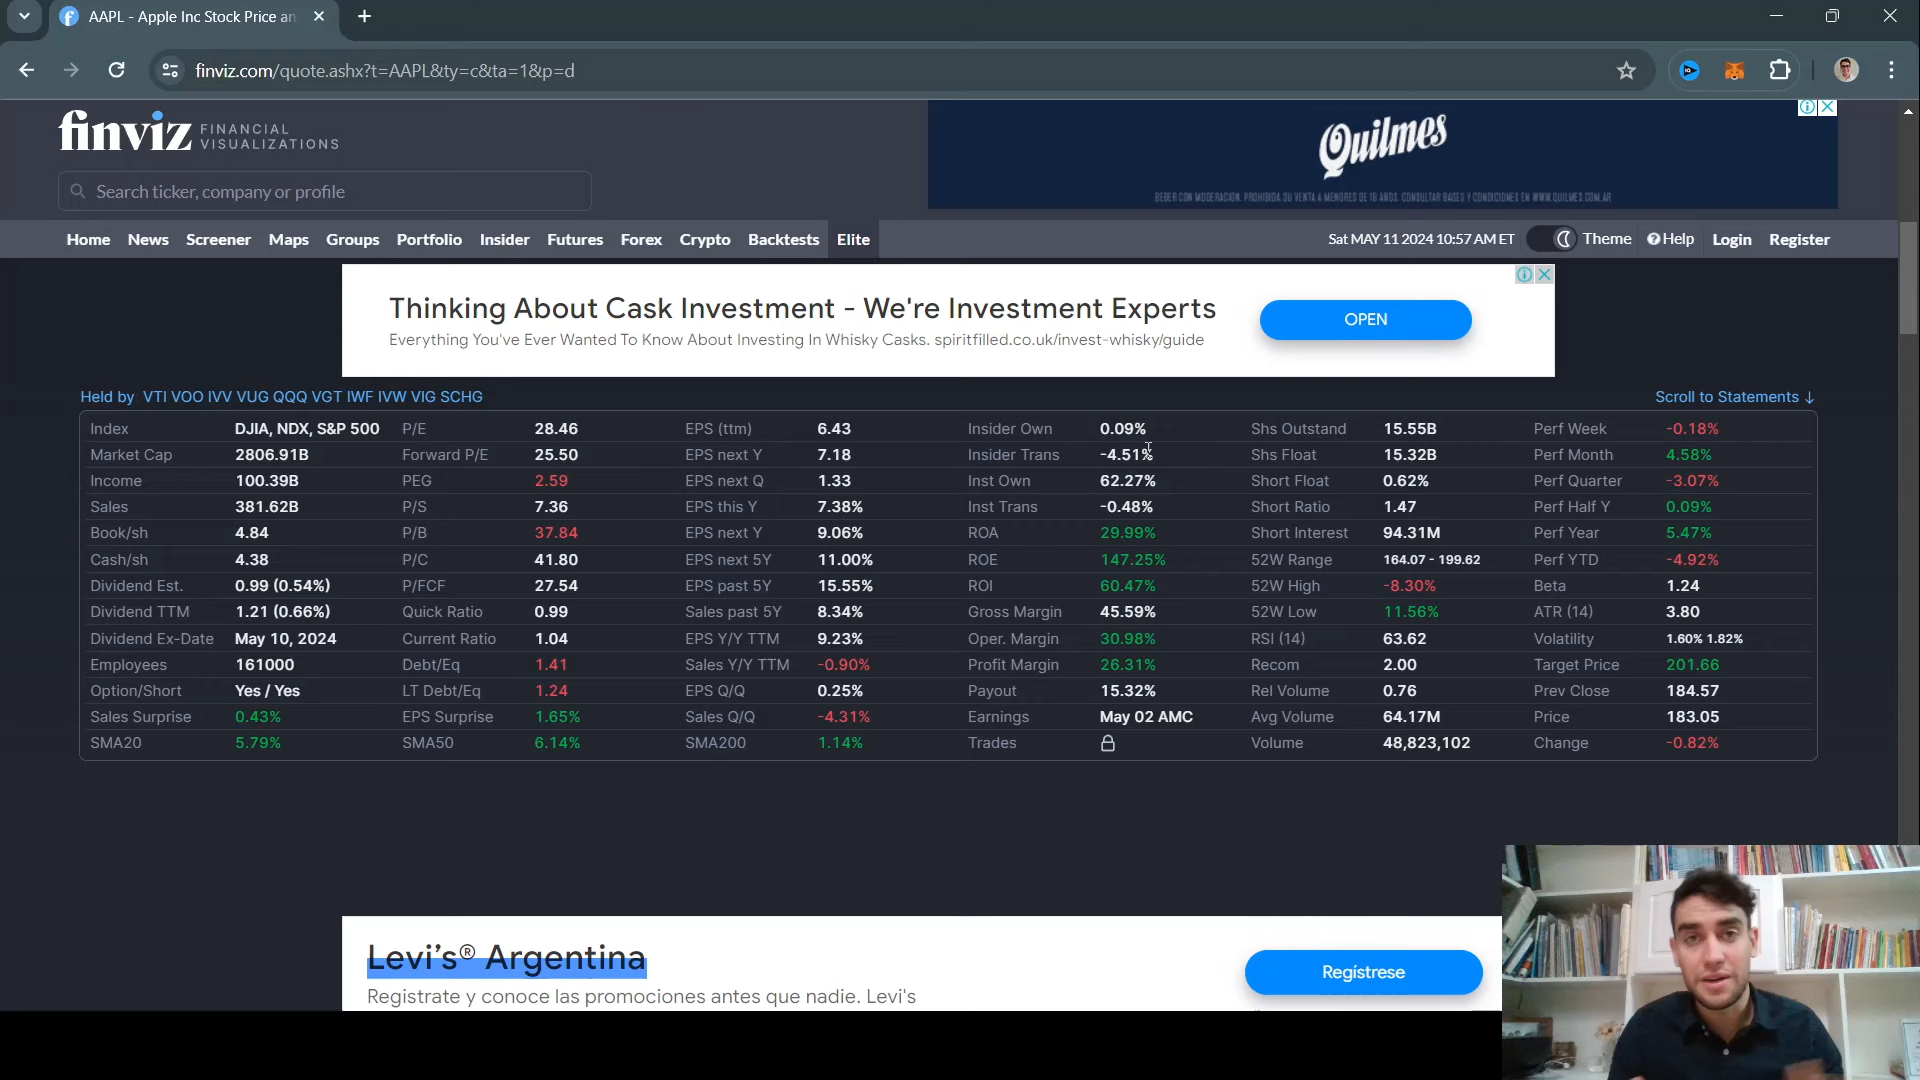 AAPL - Apple Inc Stock Price an
finviz.com/quote.ashx?t=AAPL&ty=c&ta=1&p=d
finviz FINANCIAL VISUALIZATIONS
Search ticker, company or profile
Quilmes
BEBER CON MODERACION. PROHIBIDA SU VENTA A MENORES DE 18 AÑOS. CONSULTAR BASES Y CONDICIONES EN WWW.QUILMES.COM.AR
Home News Screener Maps Groups Portfolio Insider Futures Forex Crypto Backtests Elite Sat MAY 11 2024 10:57 AM ET Theme Help Login Register
Thinking About Cask Investment - We're Investment Experts
Everything You've Ever Wanted To Know About Investing In Whisky Casks. spiritfilled.co.uk/invest-whisky/guide
OPEN
Held by VTI VOO IVV VUG QQQ VGT IWF IVW VIG SCHG Scroll to Statements ↓
Index DJIA, NDX, S&P 500 P/E 28.46 EPS (ttm) 6.43 Insider Own 0.09% Shs Outstand 15.55B Perf Week -0.18%
Market Cap 2806.91B Forward P/E 25.50 EPS next Y 7.18 Insider Trans -4.51% Shs Float 15.32B Perf Month 4.58%
Income 100.39B PEG 2.59 EPS next Q 1.33 Inst Own 62.27% Short Float 0.62% Perf Quarter -3.07%
Sales 381.62B P/S 7.36 EPS this Y 7.38% Inst Trans -0.48% Short Ratio 1.47 Perf Half Y 0.09%
Book/sh 4.84 P/B 37.84 EPS next Y 9.06% ROA 29.99% Short Interest 94.31M Perf Year 5.47%
Cash/sh 4.38 P/C 41.80 EPS next 5Y 11.00% ROE 147.25% 52W Range 164.07 - 199.62 Perf YTD -4.92%
Dividend Est. 0.99 (0.54%) P/FCF 27.54 EPS past 5Y 15.55% ROI 60.47% 52W High -8.30% Beta 1.24
Dividend TTM 1.21 (0.66%) Quick Ratio 0.99 Sales past 5Y 8.34% Gross Margin 45.59% 52W Low 11.56% ATR (14) 3.80
Dividend Ex-Date May 10, 2024 Current Ratio 1.04 EPS Y/Y TTM 9.23% Oper. Margin 30.98% RSI (14) 63.62 Volatility 1.60% 1.82%
Employees 161000 Debt/Eq 1.41 Sales Y/Y TTM -0.90% Profit Margin 26.31% Recom 2.00 Target Price 201.66
Option/Short Yes / Yes LT Debt/Eq 1.24 EPS Q/Q 0.25% Payout 15.32% Rel Volume 0.76 Prev Close 184.57
Sales Surprise 0.43% EPS Surprise 1.65% Sales Q/Q -4.31% Earnings May 02 AMC Avg Volume 64.17M Price 183.05
SMA20 5.79% SMA50 6.14% SMA200 1.14% Trades Volume 48,823,102 Change -0.82%
Levi's® Argentina
Registrate y conoce las promociones antes que nadie. Levi's
Regístrese